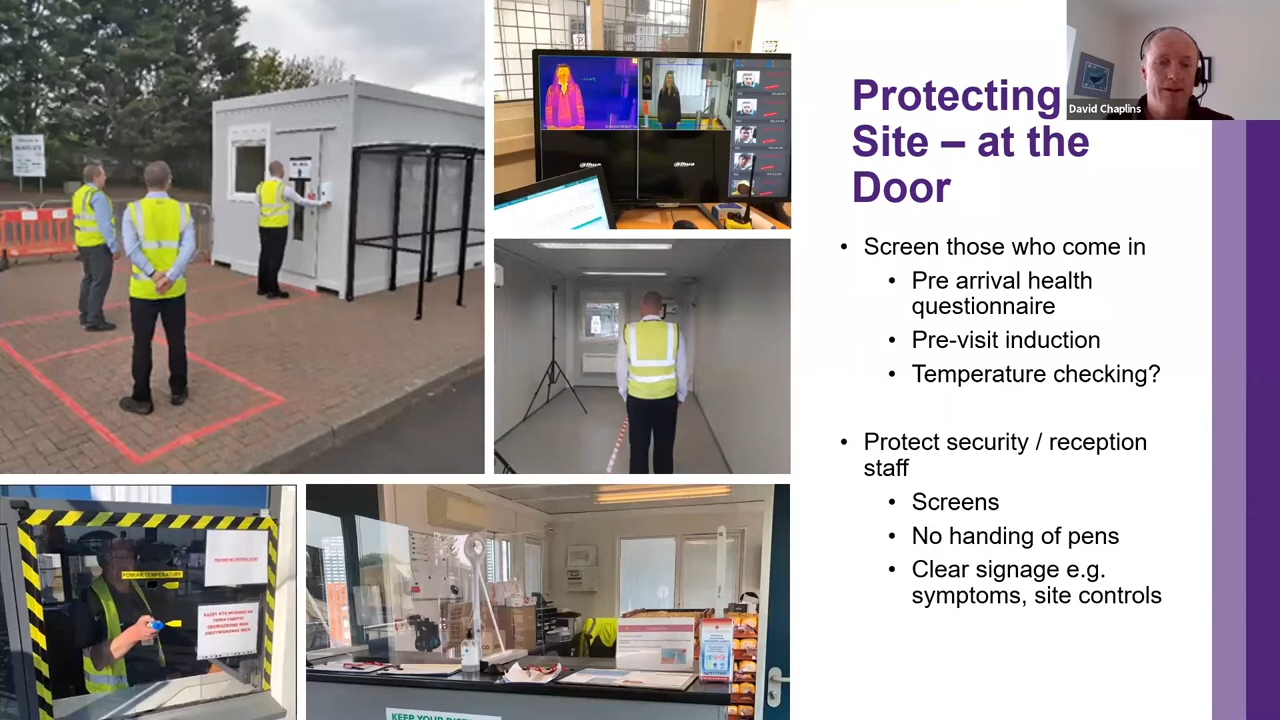 Protecting
Site – at the
Door
David Chaplins
• Screen those who come in
• Pre arrival health
questionnaire
• Pre-visit induction
• Temperature checking?
• Protect security / reception
staff
• Screens
• No handing of pens
• Clear signage e.g.
symptoms, site controls
alhua
alhua
POMIAR TEMPERATURY
KEEP YOUR